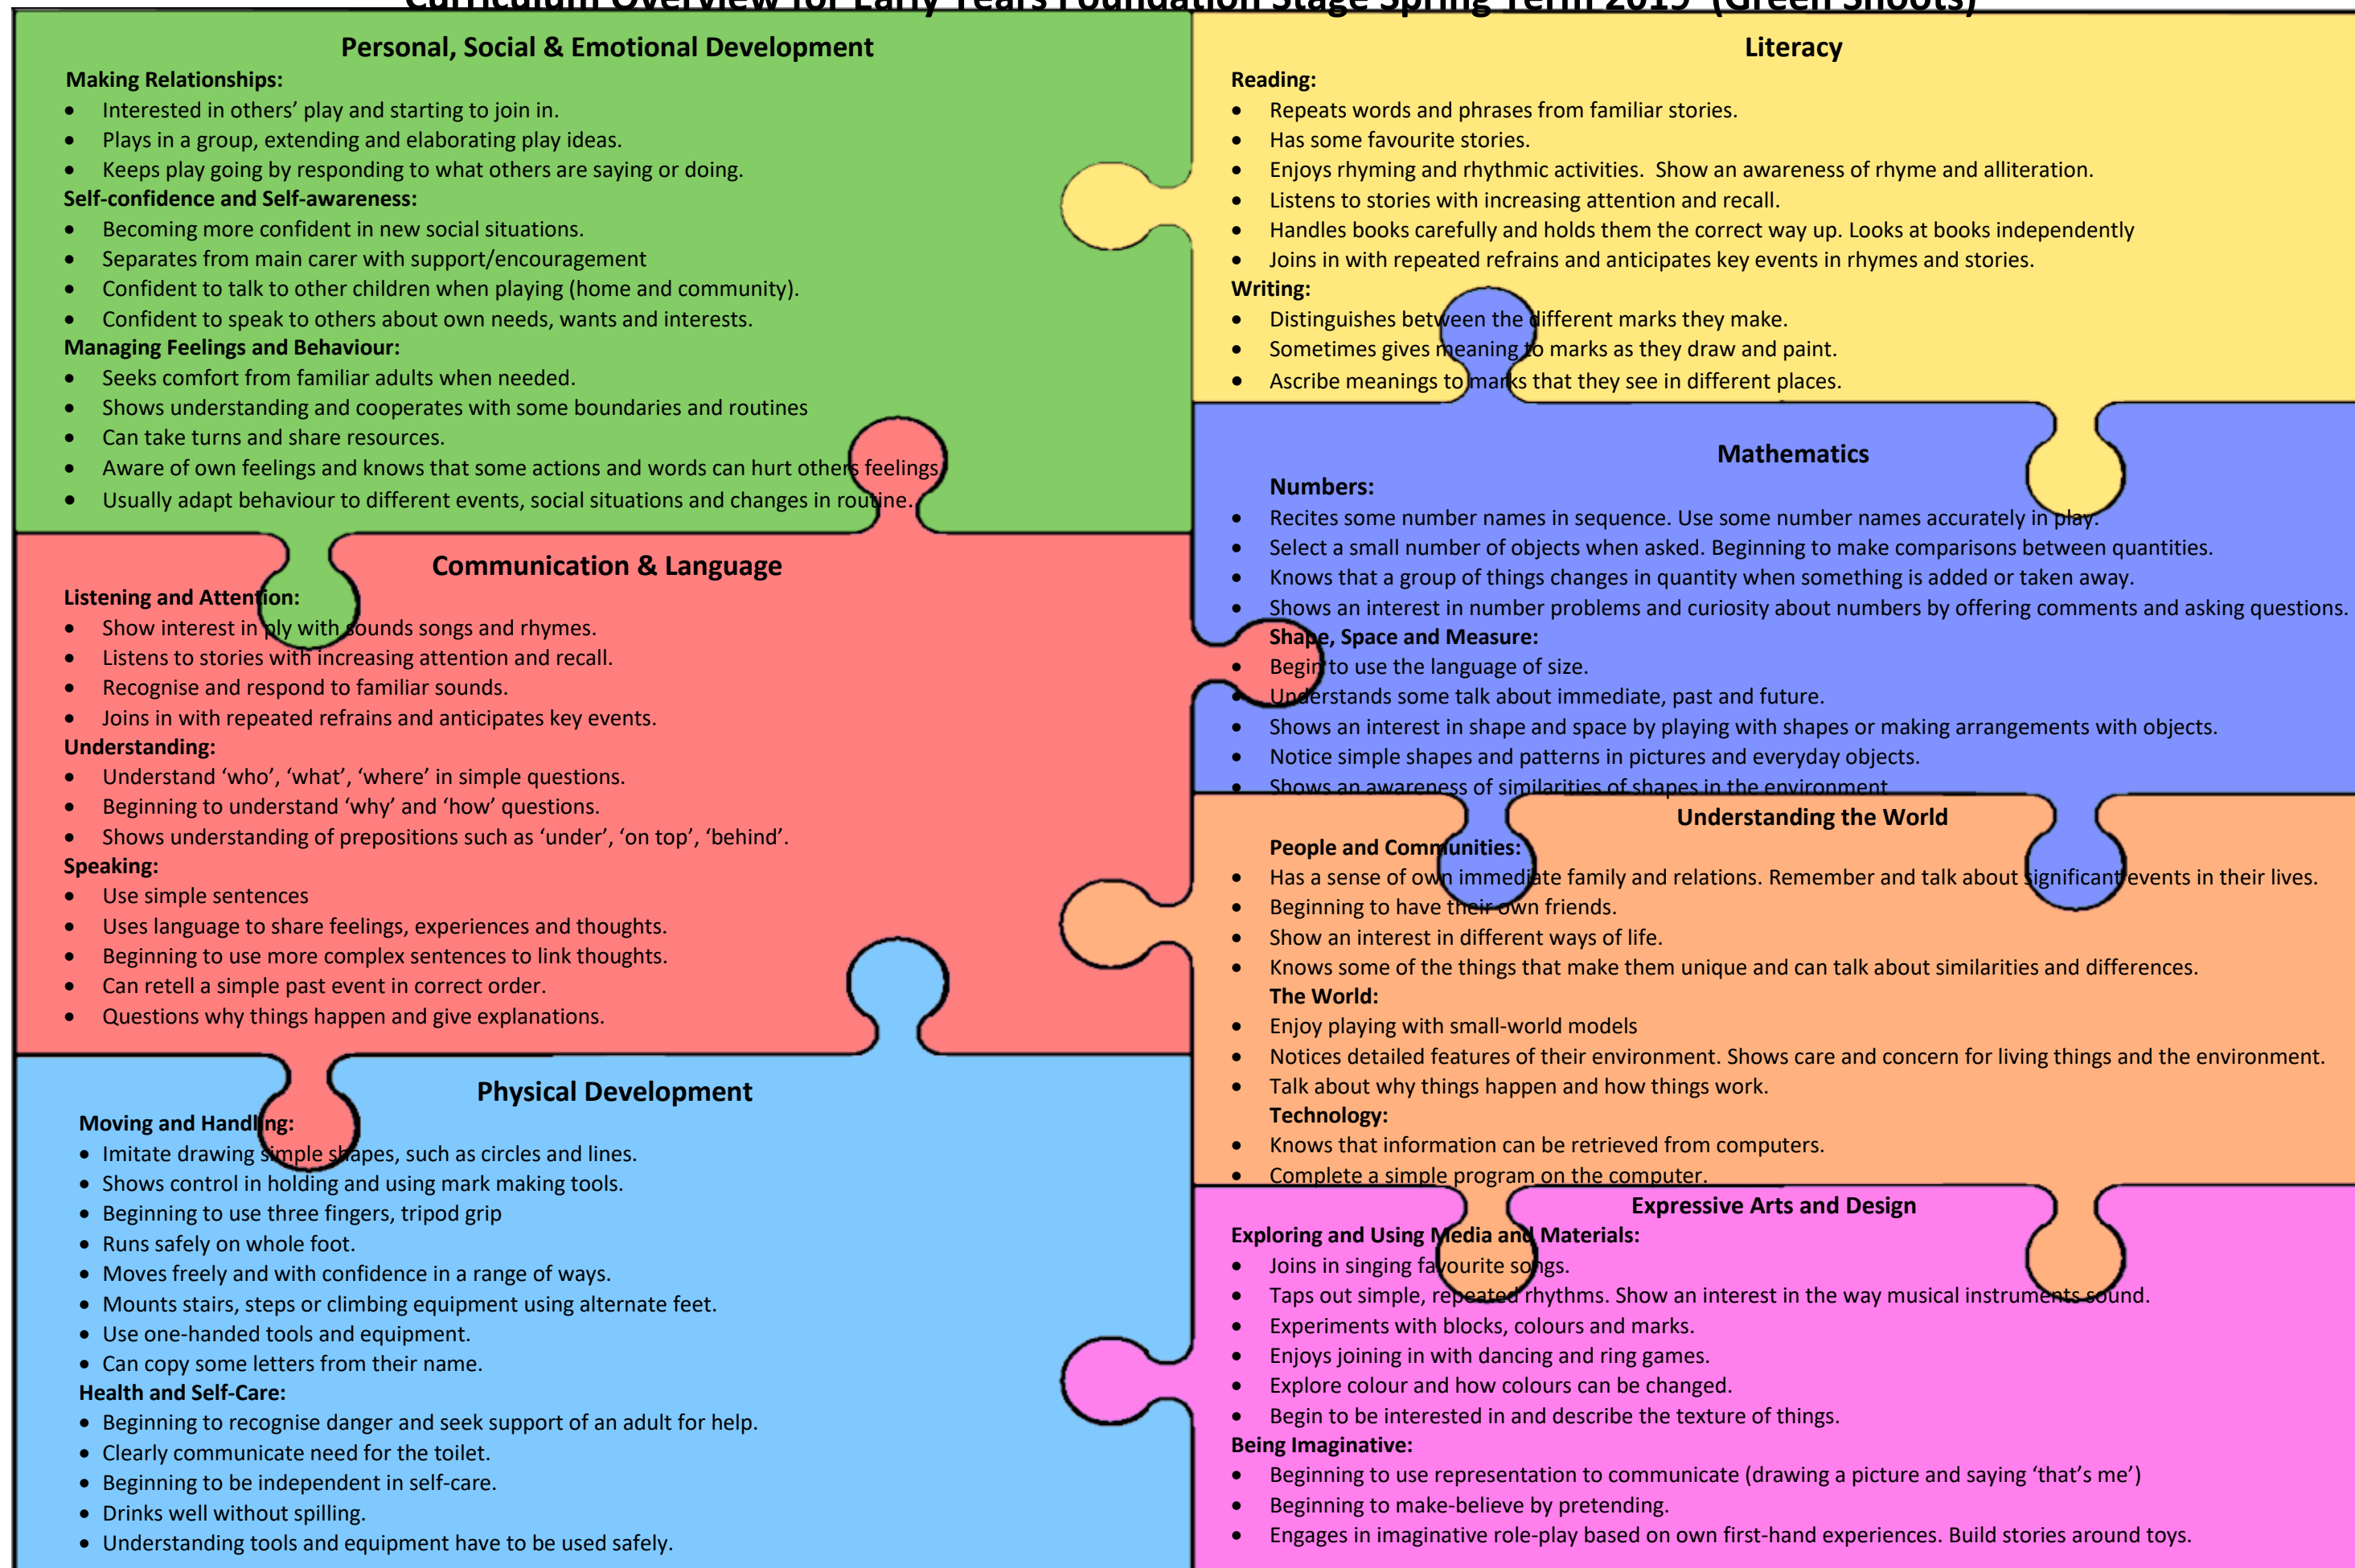 Curriculum Overview for Early Years Foundation Stage Spring Term 2019 (Green Shoots)
Personal, Social & Emotional Development
Making Relationships:
• Interested in others’ play and starting to join in.
• Plays in a group, extending and elaborating play ideas.
• Keeps play going by responding to what others are saying or doing.
Self-confidence and Self-awareness:
• Becoming more confident in new social situations.
• Separates from main carer with support/encouragement
• Confident to talk to other children when playing (home and community).
• Confident to speak to others about own needs, wants and interests.
Managing Feelings and Behaviour:
• Seeks comfort from familiar adults when needed.
• Shows understanding and cooperates with some boundaries and routines
• Can take turns and share resources.
• Aware of own feelings and knows that some actions and words can hurt others feelings
• Usually adapt behaviour to different events, social situations and changes in routine.
Communication & Language
Listening and Attention:
• Show interest in ply with sounds songs and rhymes.
• Listens to stories with increasing attention and recall.
• Recognise and respond to familiar sounds.
• Joins in with repeated refrains and anticipates key events.
Understanding:
• Understand ‘who’, ‘what’, ‘where’ in simple questions.
• Beginning to understand ‘why’ and ‘how’ questions.
• Shows understanding of prepositions such as ‘under’, ‘on top’, ‘behind’.
Speaking:
• Use simple sentences
• Uses language to share feelings, experiences and thoughts.
• Beginning to use more complex sentences to link thoughts.
• Can retell a simple past event in correct order.
• Questions why things happen and give explanations.
Physical Development
Moving and Handling:
• Imitate drawing simple shapes, such as circles and lines.
• Shows control in holding and using mark making tools.
• Beginning to use three fingers, tripod grip
• Runs safely on whole foot.
• Moves freely and with confidence in a range of ways.
• Mounts stairs, steps or climbing equipment using alternate feet.
• Use one-handed tools and equipment.
• Can copy some letters from their name.
Health and Self-Care:
• Beginning to recognise danger and seek support of an adult for help.
• Clearly communicate need for the toilet.
• Beginning to be independent in self-care.
• Drinks well without spilling.
• Understanding tools and equipment have to be used safely.
Literacy
Reading:
• Repeats words and phrases from familiar stories.
• Has some favourite stories.
• Enjoys rhyming and rhythmic activities. Show an awareness of rhyme and alliteration.
• Listens to stories with increasing attention and recall.
• Handles books carefully and holds them the correct way up. Looks at books independently
• Joins in with repeated refrains and anticipates key events in rhymes and stories.
Writing:
• Distinguishes between the different marks they make.
• Sometimes gives meaning to marks as they draw and paint.
• Ascribe meanings to marks that they see in different places.
Mathematics
Numbers:
• Recites some number names in sequence. Use some number names accurately in play.
• Select a small number of objects when asked. Beginning to make comparisons between quantities.
• Knows that a group of things changes in quantity when something is added or taken away.
• Shows an interest in number problems and curiosity about numbers by offering comments and asking questions.
Shape, Space and Measure:
• Begin to use the language of size.
• Understands some talk about immediate, past and future.
• Shows an interest in shape and space by playing with shapes or making arrangements with objects.
• Notice simple shapes and patterns in pictures and everyday objects.
• Shows an awareness of similarities of shapes in the environment
Understanding the World
People and Communities:
• Has a sense of own immediate family and relations. Remember and talk about significant events in their lives.
• Beginning to have their own friends.
• Show an interest in different ways of life.
• Knows some of the things that make them unique and can talk about similarities and differences.
The World:
• Enjoy playing with small-world models
• Notices detailed features of their environment. Shows care and concern for living things and the environment.
• Talk about why things happen and how things work.
Technology:
• Knows that information can be retrieved from computers.
• Complete a simple program on the computer.
Expressive Arts and Design
Exploring and Using Media and Materials:
• Joins in singing favourite songs.
• Taps out simple, repeated rhythms. Show an interest in the way musical instruments sound.
• Experiments with blocks, colours and marks.
• Enjoys joining in with dancing and ring games.
• Explore colour and how colours can be changed.
• Begin to be interested in and describe the texture of things.
Being Imaginative:
• Beginning to use representation to communicate (drawing a picture and saying ‘that’s me’)
• Beginning to make-believe by pretending.
• Engages in imaginative role-play based on own first-hand experiences. Build stories around toys.